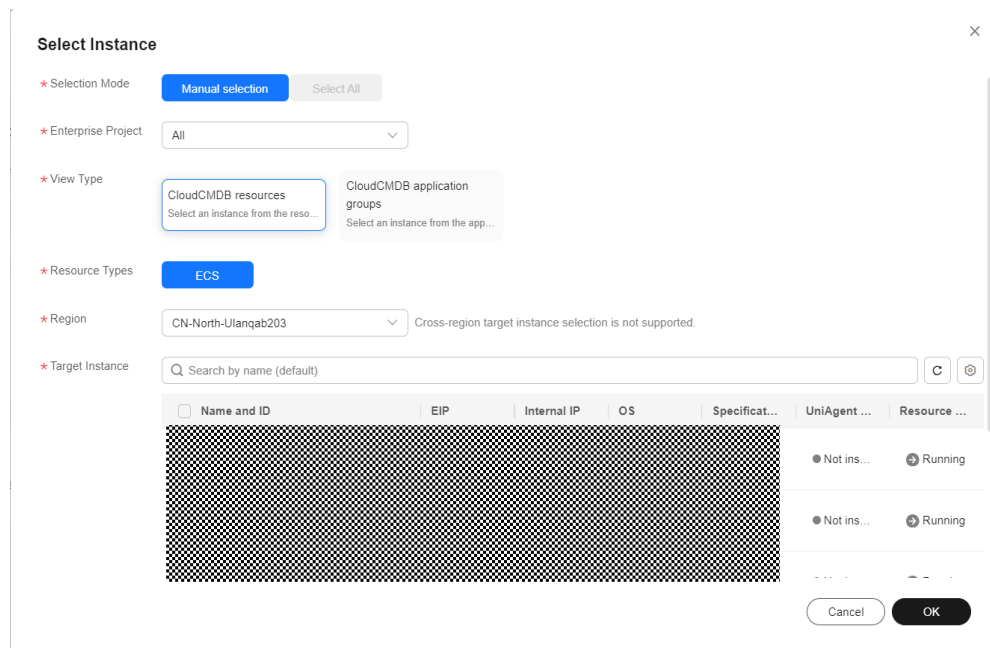 Select Instance
* Selection Mode
Manual selection
Select All
* Enterprise Project
All
* View Type
CloudCMDB resources
Select an instance from the reso...
CloudCMDB application
groups
Select an instance from the app...
* Resource Types
ECS
* Region
CN-North-Ulanqab203
Cross-region target instance selection is not supported.
* Target Instance
Search by name (default)
Name and ID EIP Internal IP OS Specificat... UniAgent ... Resource ...
Not ins... Running
Not ins... Running
Cancel
OK